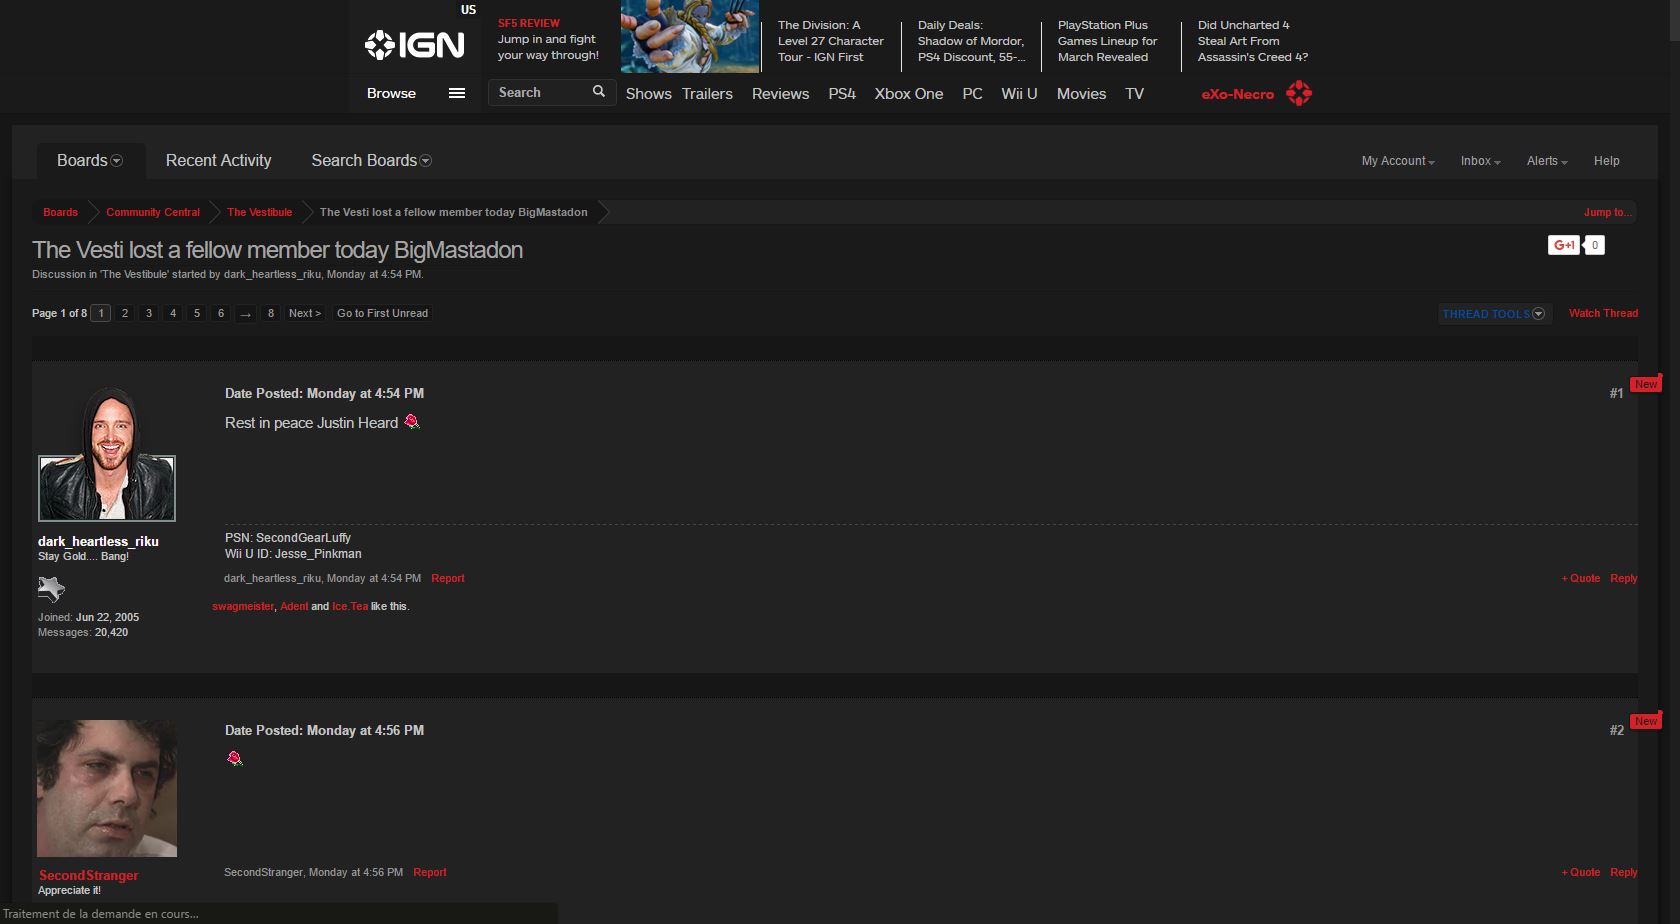 US
IGN
SF5 REVIEW
Jump in and fight
your way through!
The Division: A
Level 27 Character
Tour - IGN First
Daily Deals:
Shadow of Mordor,
PS4 Discount, 55-...
PlayStation Plus
Games Lineup for
March Revealed
Did Uncharted 4
Steal Art From
Assassin's Creed 4?
Browse
Search
Shows Trailers Reviews PS4 Xbox One PC Wii U Movies TV
eXo-Necro
Boards Recent Activity Search Boards
My Account Inbox Alerts Help
Boards Community Central The Vestibule The Vesti lost a fellow member today BigMastadon
Jump to...
The Vesti lost a fellow member today BigMastadon
G+1 0
Discussion in 'The Vestibule' started by dark_heartless_riku, Monday at 4:54 PM.
Page 1 of 8 1 2 3 4 5 6 → 8 Next > Go to First Unread
THREAD TOOLS Watch Thread
Date Posted: Monday at 4:54 PM
#1 New
Rest in peace Justin Heard
dark_heartless_riku
Stay Gold.... Bang!
Joined: Jun 22, 2005
Messages: 20,420
PSN: SecondGearLuffy
Wii U ID: Jesse_Pinkman
dark_heartless_riku, Monday at 4:54 PM Report
+ Quote Reply
swagmeister, Adent and Ice.Tea like this.
Date Posted: Monday at 4:56 PM
#2 New
SecondStranger
Appreciate it!
SecondStranger, Monday at 4:56 PM Report
+ Quote Reply
Traitement de la demande en cours...